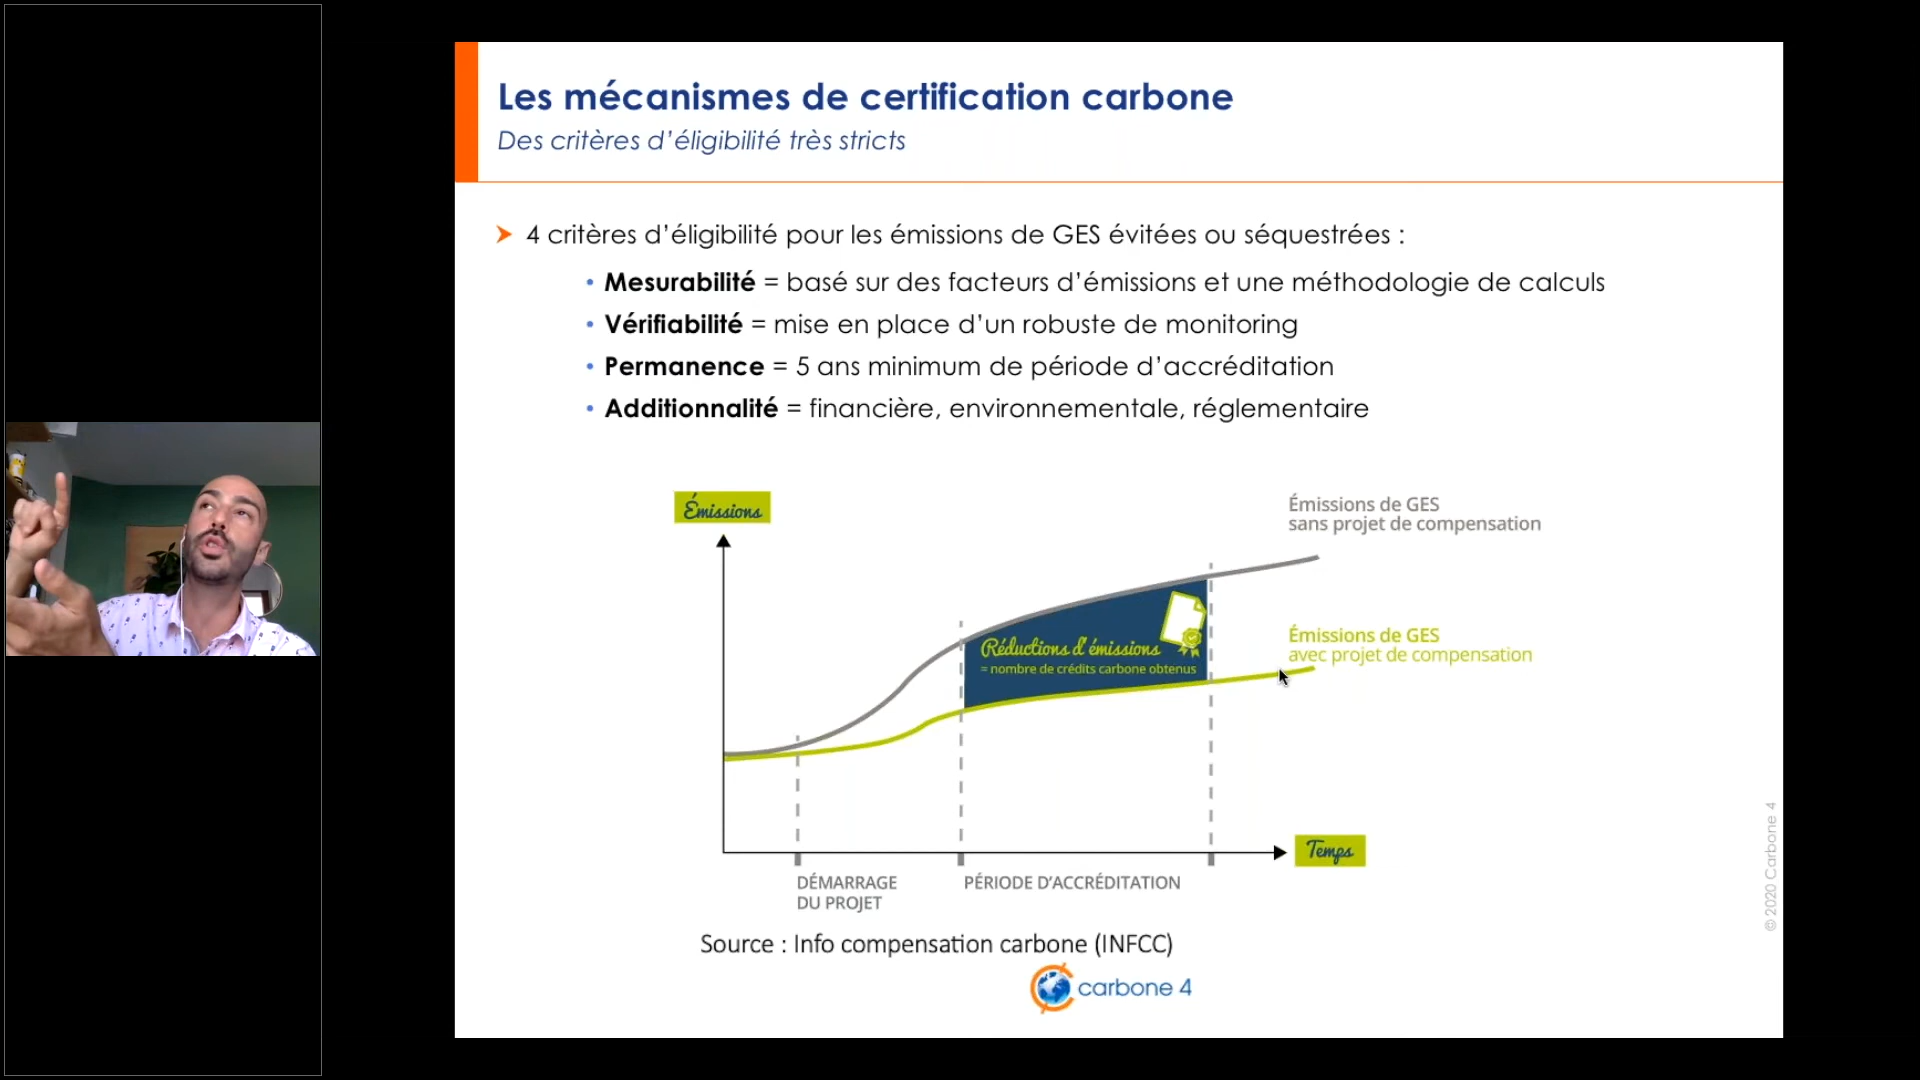 Les mécanismes de certification carbone
Des critères d'éligibilité très stricts
4 critères d'éligibilité pour les émissions de GES évitées ou séquestrées :
• Mesurabilité = basé sur des facteurs d'émissions et une méthodologie de calculs
• Vérifiabilité = mise en place d'un robuste de monitoring
• Permanence = 5 ans minimum de période d'accréditation
• Additionnalité = financière, environnementale, réglementaire
Émissions
Émissions de GES
sans projet de compensation
Réductions d'émissions
= nombre de crédits carbone obtenus
Émissions de GES
avec projet de compensation
Temps
DÉMARRAGE
DU PROJET
PÉRIODE D'ACCRÉDITATION
Source : Info compensation carbone (INFCC)
carbone 4
© 2020 Carbone 4